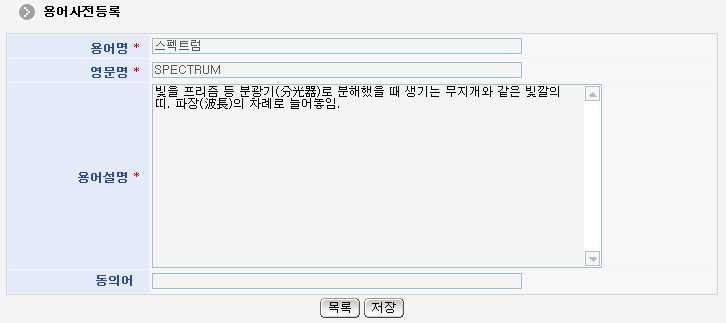 용어사전등록
용어명 * 스펙트럼
영문명 * SPECTRUM
용어설명 * 빛을 프리즘 등 분광기(分光器)로 분해했을 때 생기는 무지개와 같은 빛깔의
띠. 파장(波長)의 차례로 늘어놓임.
동의어
목록 저장